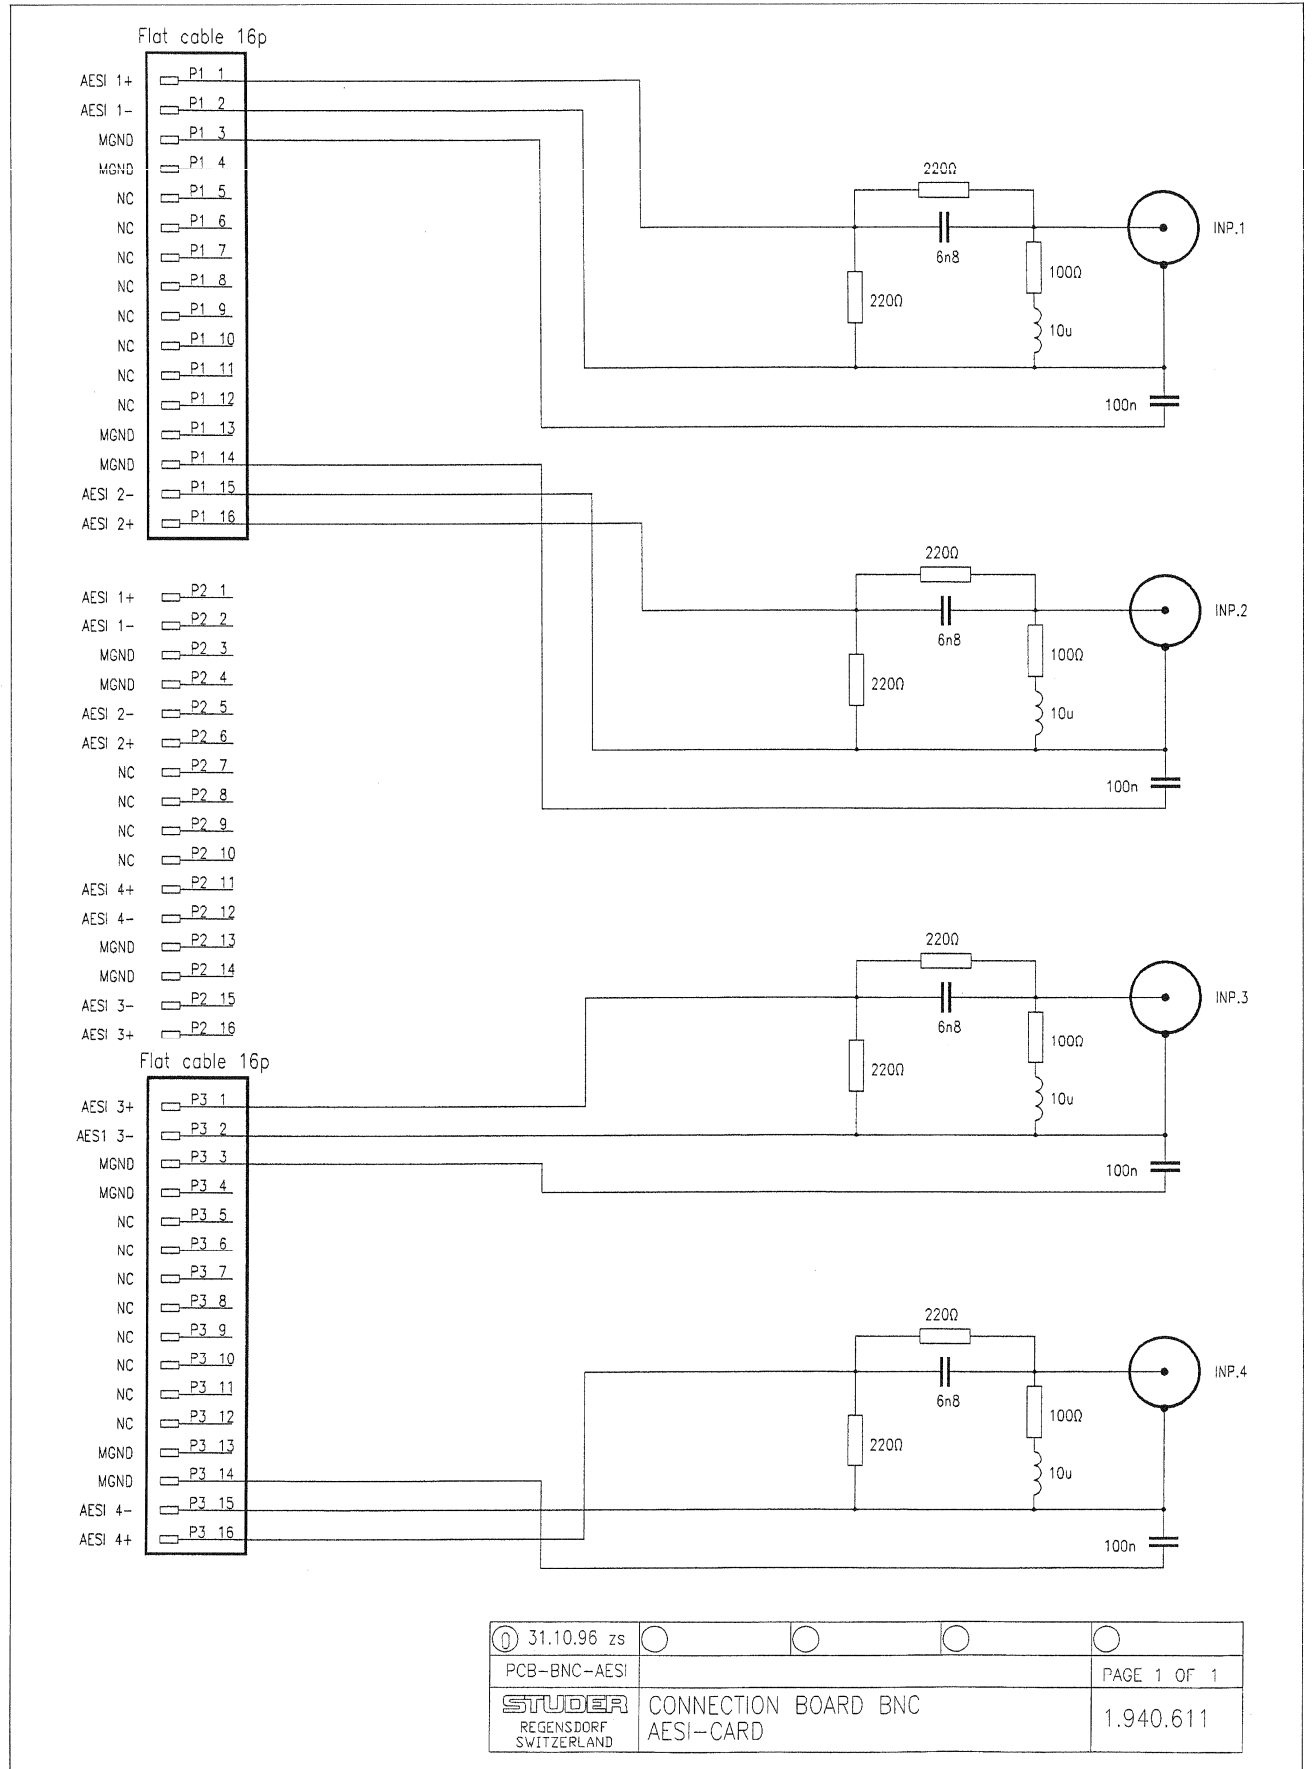 Flat cable 16p
AESI 1+ P1 1
AESI 1- P1 2
MGND P1 3
MGND P1 4
NC P1 5
NC P1 6
NC P1 7
NC P1 8
NC P1 9
NC P1 10
NC P1 11
NC P1 12
MGND P1 13
MGND P1 14
AESI 2- P1 15
AESI 2+ P1 16
220Ω
6n8
INP.1
100Ω
220Ω
10u
100n
220Ω
6n8
INP.2
100Ω
220Ω
10u
100n
AESI 1+ P2 1
AESI 1- P2 2
MGND P2 3
MGND P2 4
AESI 2- P2 5
AESI 2+ P2 6
NC P2 7
NC P2 8
NC P2 9
NC P2 10
AESI 4+ P2 11
AESI 4- P2 12
MGND P2 13
MGND P2 14
AESI 3- P2 15
AESI 3+ P2 16
220Ω
6n8
INP.3
100Ω
220Ω
10u
100n
Flat cable 16p
AESI 3+ P3 1
AES1 3- P3 2
MGND P3 3
MGND P3 4
NC P3 5
NC P3 6
NC P3 7
NC P3 8
NC P3 9
NC P3 10
NC P3 11
NC P3 12
MGND P3 13
MGND P3 14
AESI 4- P3 15
AESI 4+ P3 16
220Ω
6n8
INP.4
100Ω
220Ω
10u
100n
0 31.10.96 zs
PCB-BNC-AESI
PAGE 1 OF 1
STUDER
REGENSDORF
SWITZERLAND
CONNECTION BOARD BNC
AESI-CARD
1.940.611